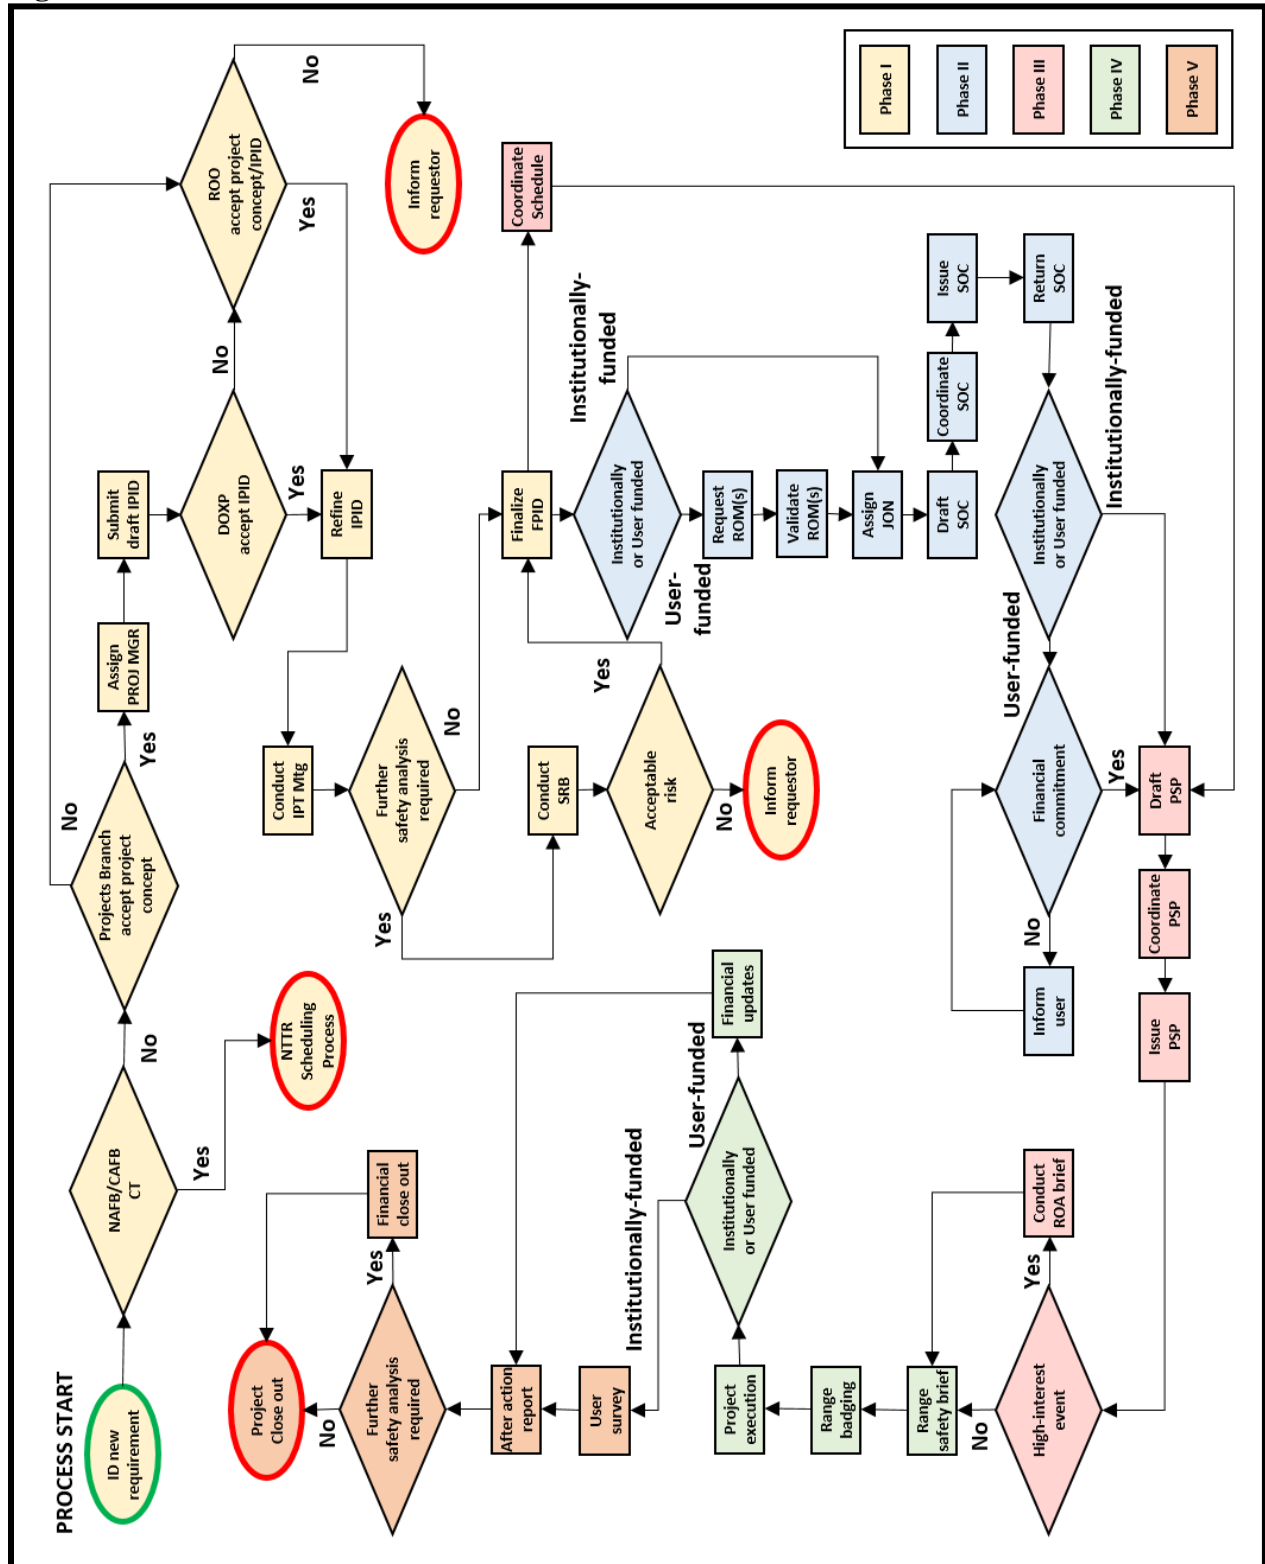 PROCESS START
ID new
requirement
NAFB/CAFB
CT
No
Yes
NTTR
Scheduling
Process
Projects Branch
accept project
concept
No
Yes
Assign
PROJ MGR
Submit
draft IPID
DOXP
accept IPID
No
Yes
ROO
accept project
concept/IPID
No
Yes
Inform
requestor
Refine
IPID
Conduct
IPT Mtg
Further
safety analysis
required
No
Yes
Conduct
SRB
Acceptable
risk
Yes
No
Inform
requestor
Finalize
FPID
Coordinate
Schedule
Institutionally
or User funded
Institutionally-
funded
User-
funded
Request
ROM(s)
Validate
ROM(s)
Assign
JON
Draft
SOC
Coordinate
SOC
Issue
SOC
Return
SOC
Institutionally
or User funded
Institutionally-funded
User-funded
Financial
commitment
Yes
No
Inform
user
Draft
PSP
Coordinate
PSP
Issue
PSP
High-interest
event
Yes
No
Conduct
ROA brief
Range
safety brief
Range
badging
Project
execution
Institutionally
or User funded
User-funded
Institutionally-funded
Financial
updates
User
survey
After action
report
Further
safety analysis
required
Yes
No
Financial
close out
Project
Close out
Phase I
Phase II
Phase III
Phase IV
Phase V